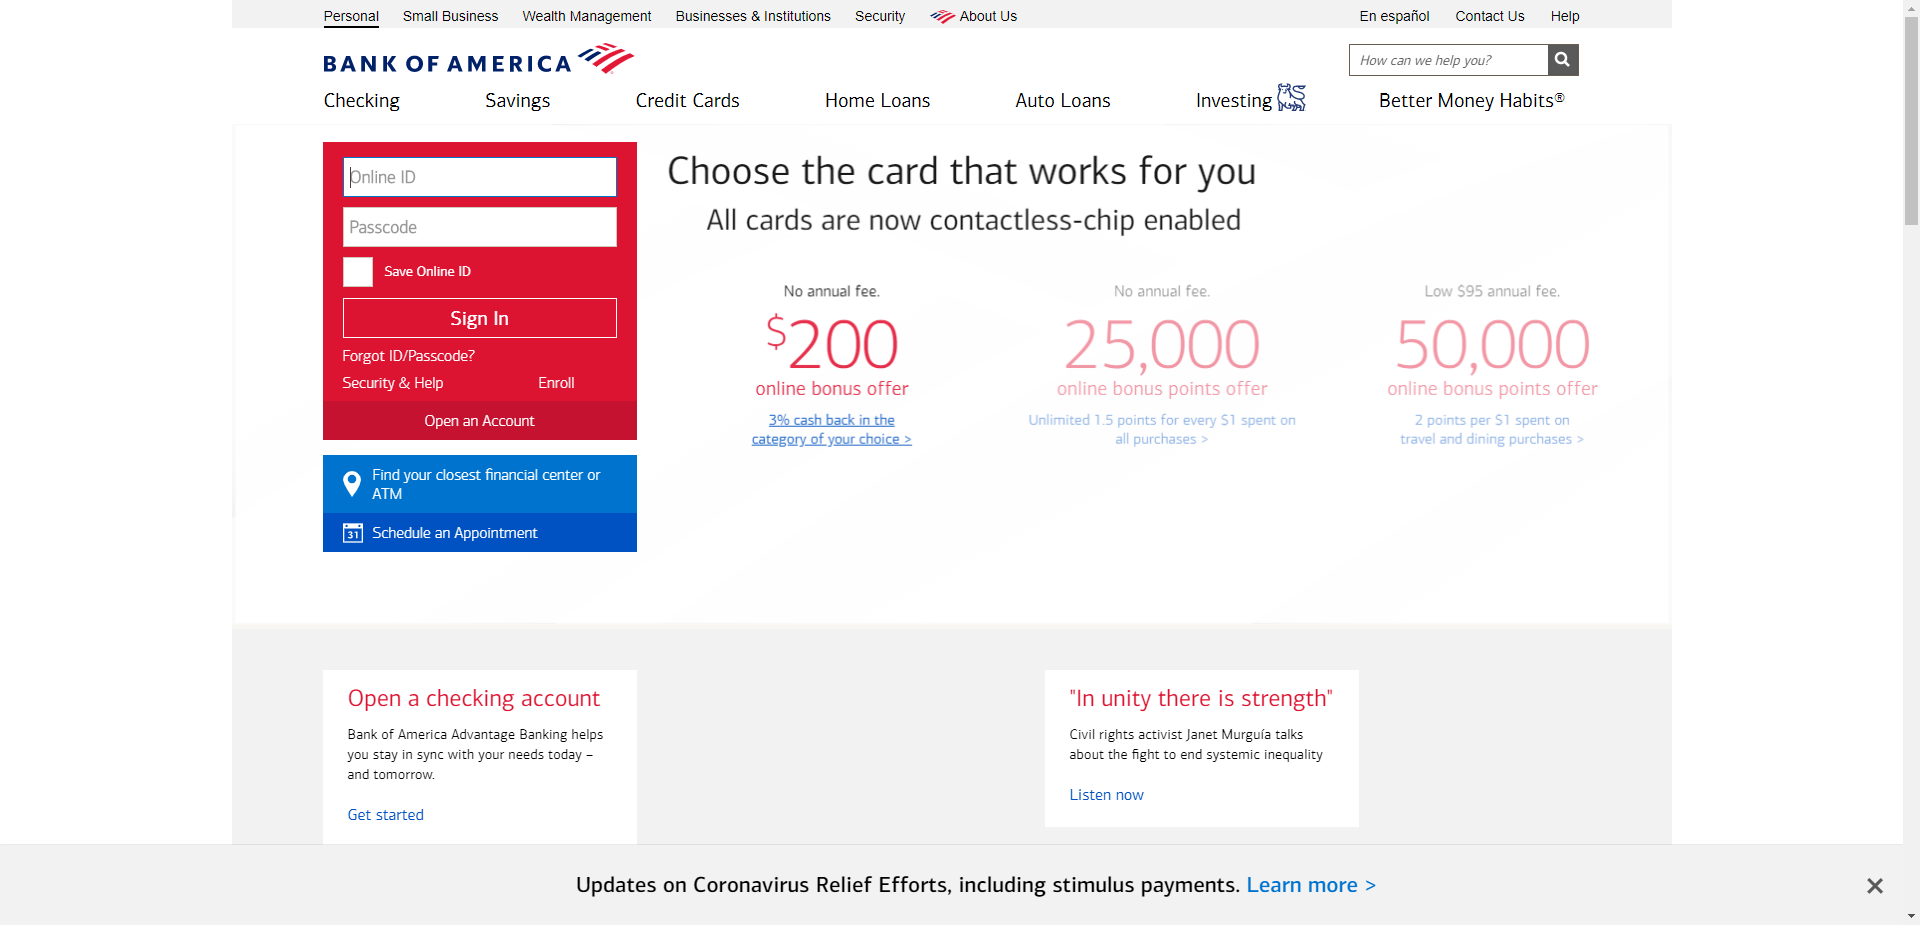 Personal
Small Business
Wealth Management
Businesses & Institutions
Security
About Us
En español
Contact Us
Help
BANK OF AMERICA
How can we help you?
Checking
Savings
Credit Cards
Home Loans
Auto Loans
Investing
Better Money Habits®
Online ID
Passcode
Save Online ID
Sign In
Forgot ID/Passcode?
Security & Help
Enroll
Open an Account
Find your closest financial center or
ATM
31
Schedule an Appointment
Choose the card that works for you
All cards are now contactless-chip enabled
No annual fee.
$200
online bonus offer
3% cash back in the
category of your choice >
No annual fee.
25,000
online bonus points offer
Unlimited 1.5 points for every $1 spent on
all purchases >
Low $95 annual fee.
50,000
online bonus points offer
2 points per $1 spent on
travel and dining purchases >
Open a checking account
Bank of America Advantage Banking helps
you stay in sync with your needs today –
and tomorrow.
Get started
"In unity there is strength"
Civil rights activist Janet Murguía talks
about the fight to end systemic inequality
Listen now
Updates on Coronavirus Relief Efforts, including stimulus payments. Learn more >